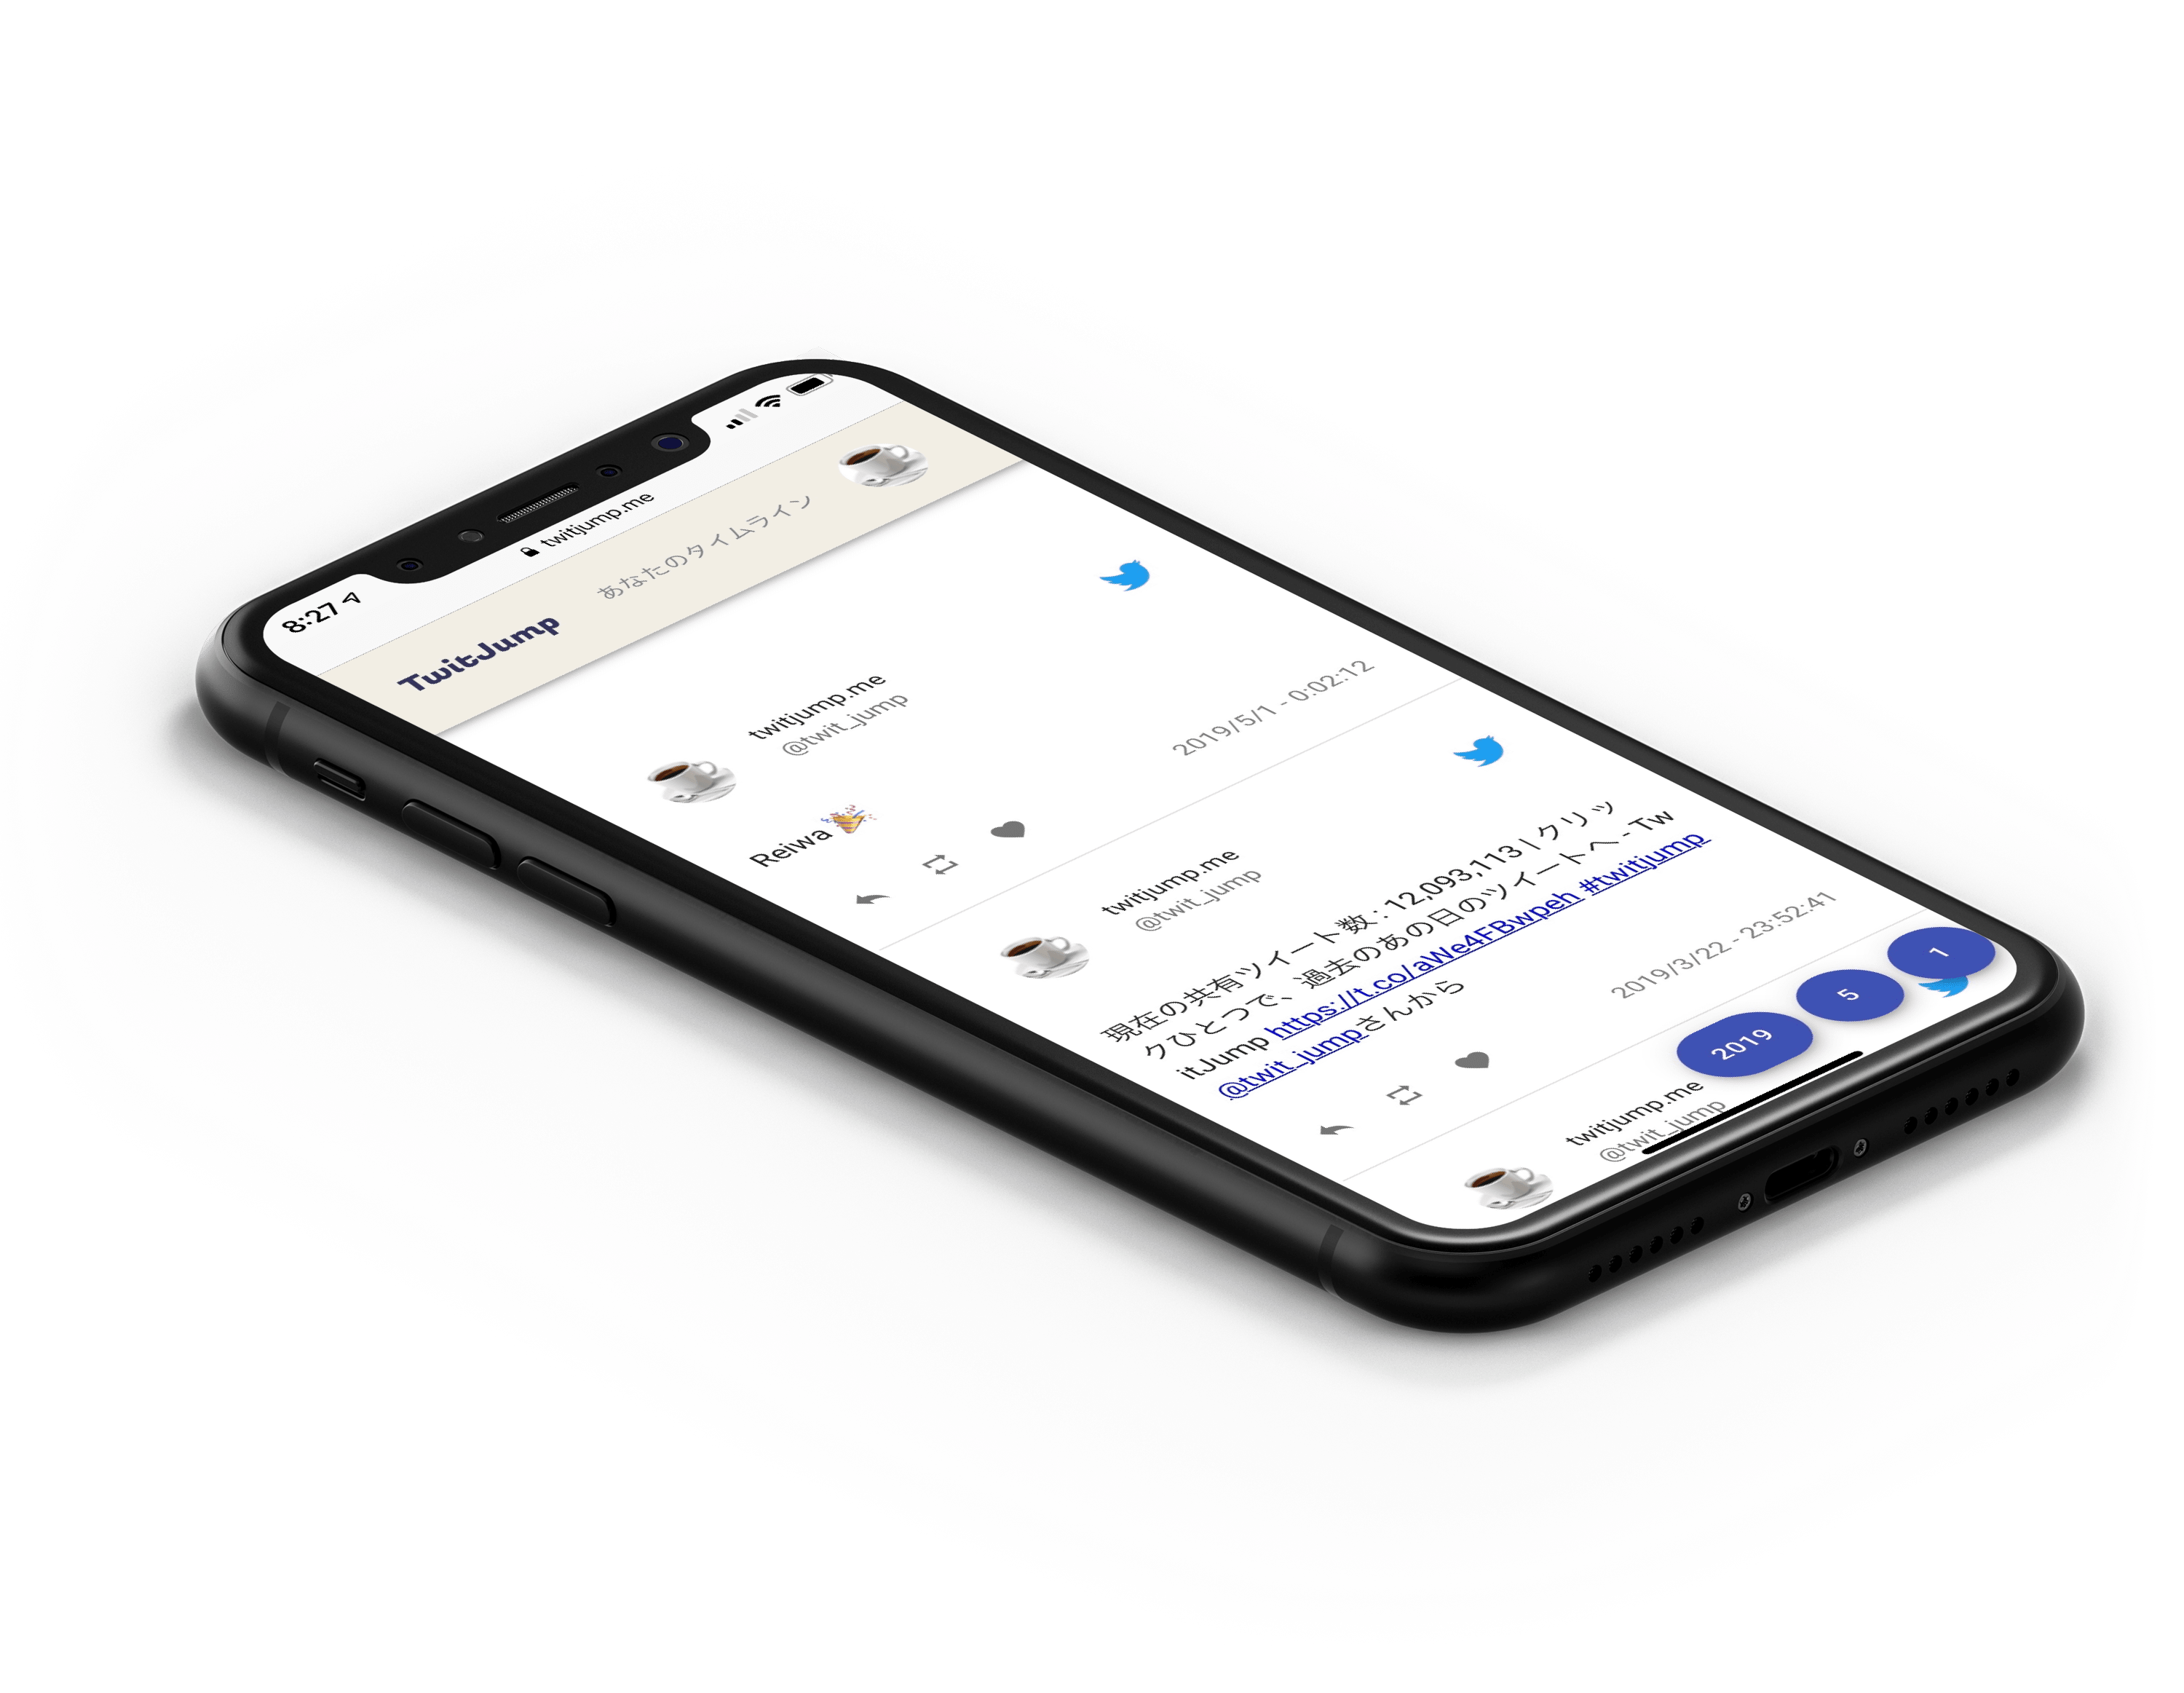 8:27
twitjump.me
TwitJump
あなたのタイムライン
twitjump.me
@twit_jump
Reiwa 🎉
2019/5/1 - 0:02:12
twitjump.me
@twit_jump
現在の共有ツイート数 : 12,093,113 | クリッ
クひとつで、過去のあの日のツイートへ - Tw
itJump https://t.co/aWe4FBwpeh #twitjump
@twit_jumpさんから
2019/3/22 - 23:52:41
2019
5
1
twitjump.me
@twit_jump